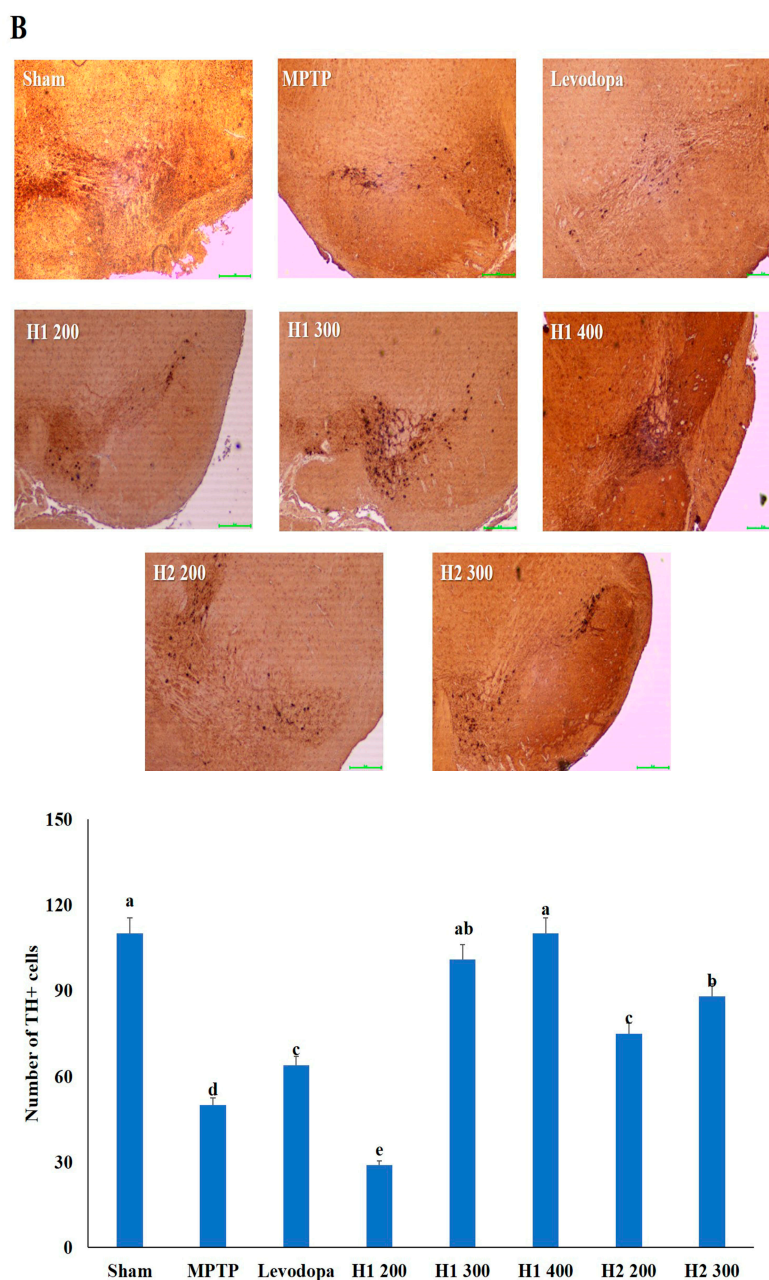 B
Sham
MPTP
Levodopa
H1 200
H1 300
H1 400
H2 200
H2 300
150
120
90
60
30
0
Number of TH+ cells
a
d
c
e
ab
a
c
b
Sham
MPTP
Levodopa
H1 200
H1 300
H1 400
H2 200
H2 300